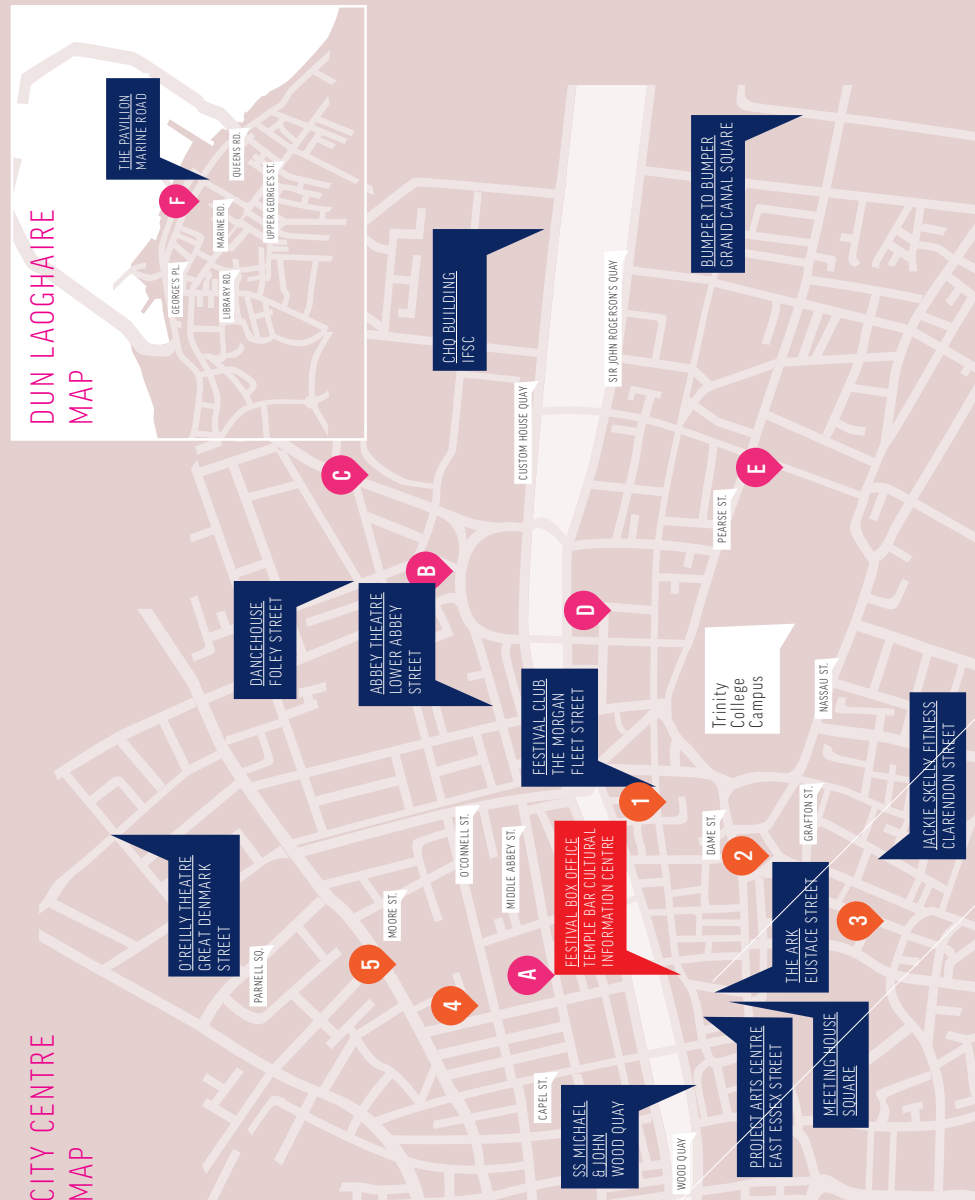 CITY CENTRE
MAP
DUN LAOGHAIRE
MAP
THE PAVILION
MARINE ROAD
F
QUEENS RD.
MARINE RD.
UPPER GEORGE'S ST.
GEORGE'S PL.
LIBRARY RD.
O'REILLY THEATRE
GREAT DENMARK
STREET
PARNELL SQ.
MOORE ST.
5
4
O'CONNELL ST.
MIDDLE ABBEY ST.
A
CAPEL ST.
DANCEHOUSE
FOLEY STREET
ABBEY THEATRE
LOWER ABBEY
STREET
B
C
CHQ BUILDING
IFSC
CUSTOM HOUSE QUAY
SIR JOHN ROGERSON'S QUAY
BUMPER TO BUMPER
GRAND CANAL SQUARE
FESTIVAL CLUB
THE MORGAN
FLEET STREET
D
1
FESTIVAL BOX OFFICE
TEMPLE BAR CULTURAL
INFORMATION CENTRE
SS MICHAEL
& JOHN
WOOD QUAY
WOOD QUAY
PROJECT ARTS CENTRE
EAST ESSEX STREET
MEETING HOUSE
SQUARE
THE ARK
EUSTACE STREET
2
3
DAME ST.
GRAFTON ST.
Trinity
College
Campus
NASSAU ST.
PEARSE ST.
E
JACKIE SKELLY FITNESS
CLARENDON STREET